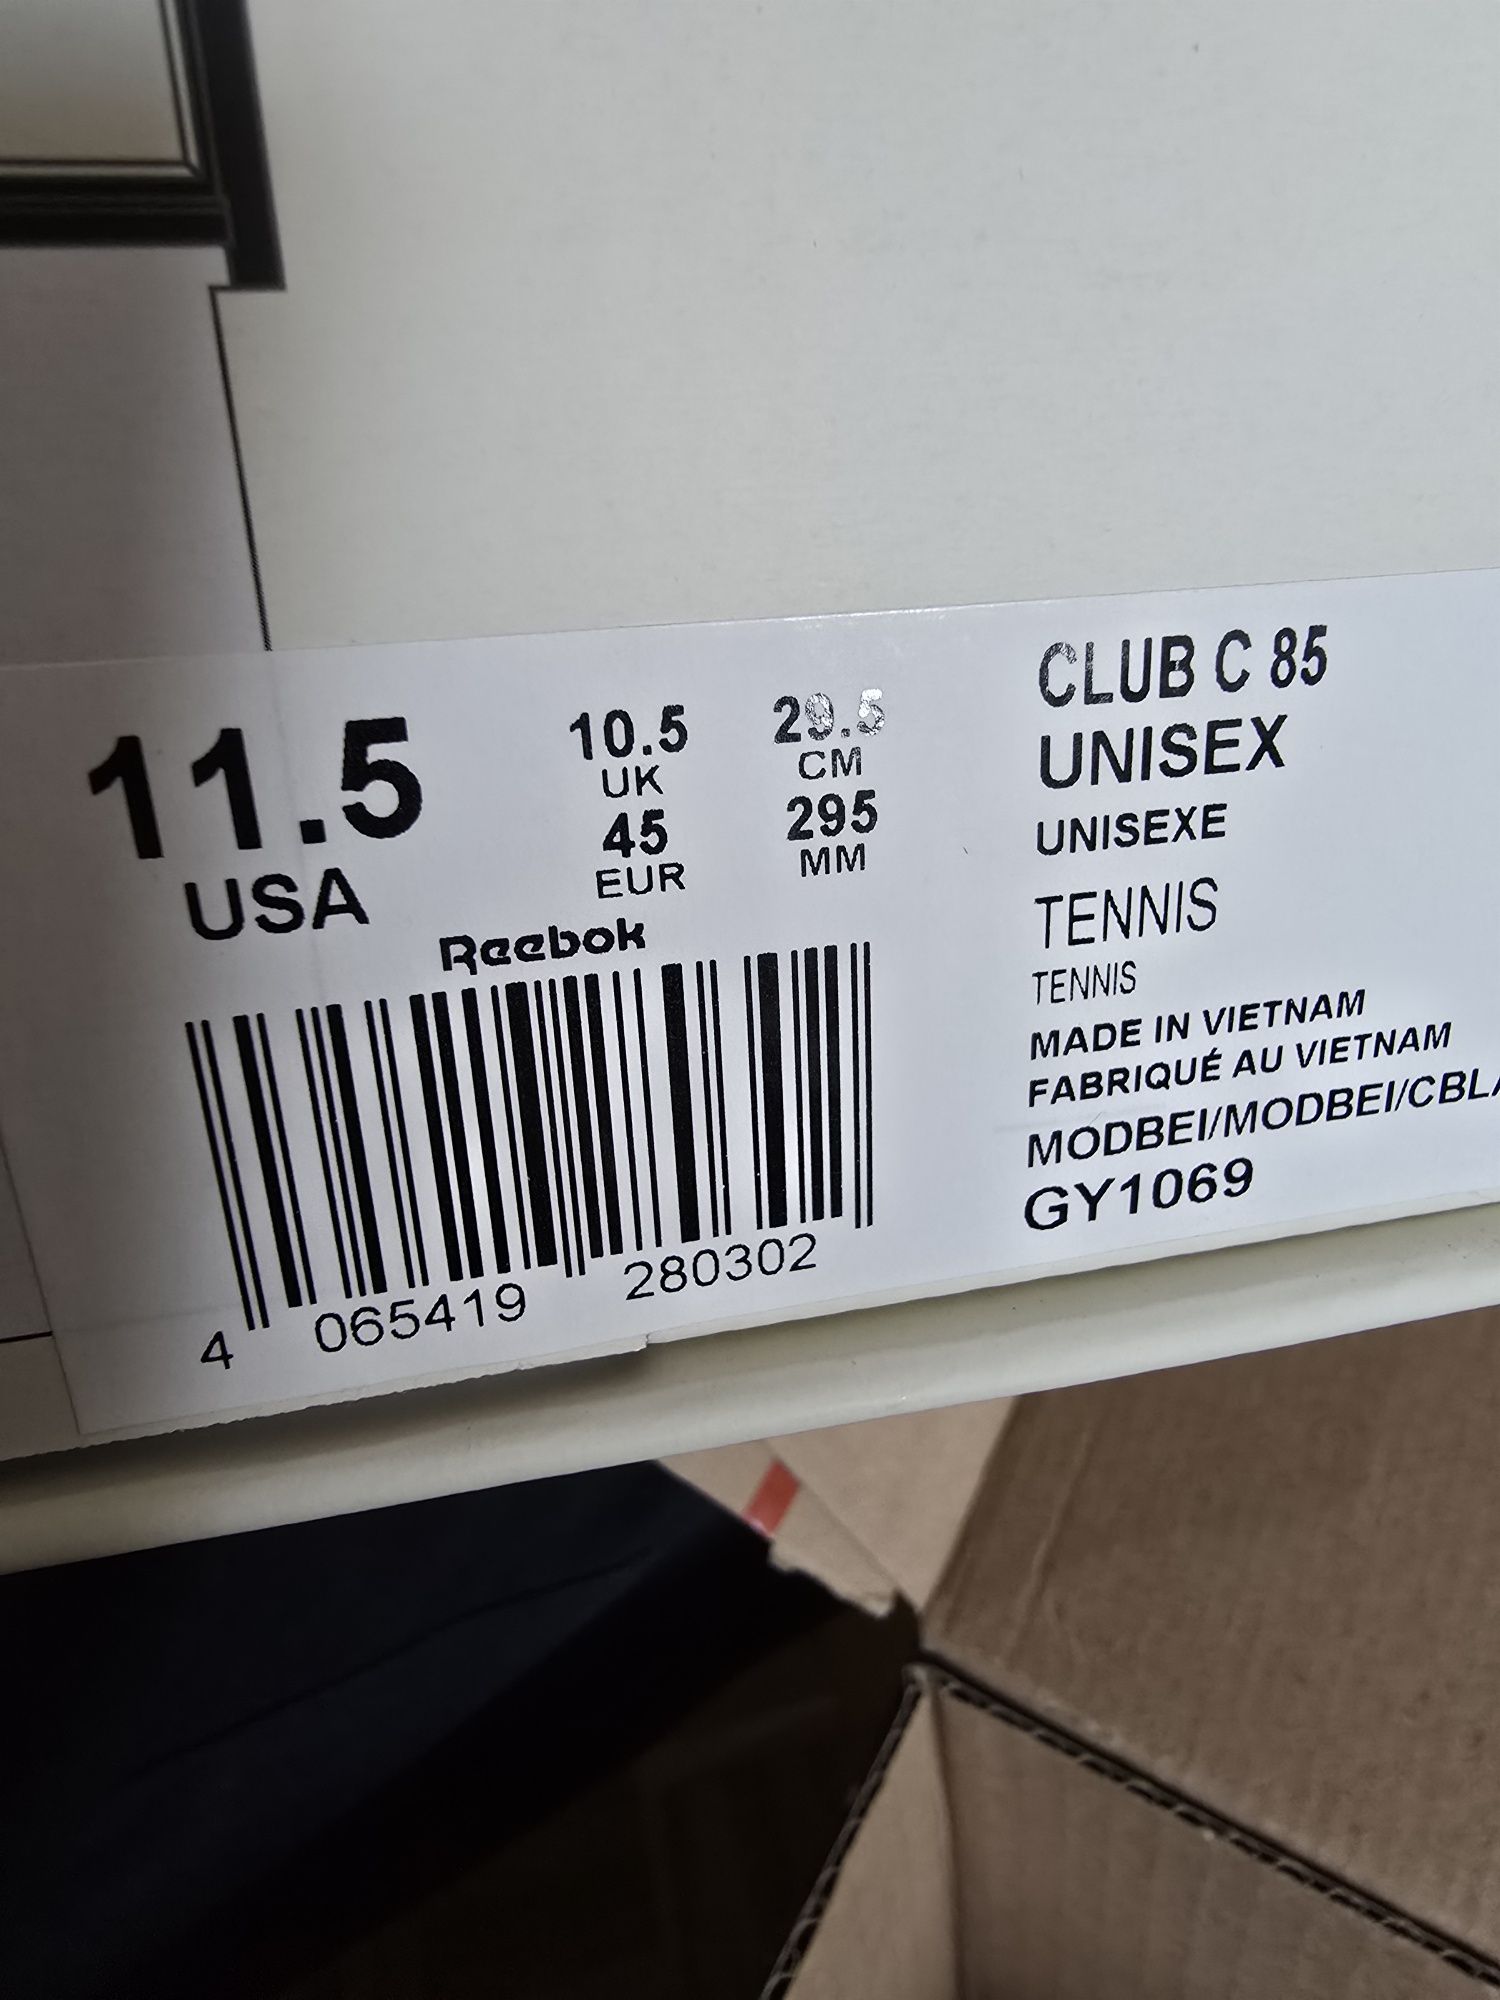 11.5
USA
10.5
UK
45
EUR
29.5
CM
295
MM
Reebok
4 065419 280302
CLUB C 85
UNISEX
UNISEXE
TENNIS
TENNIS
MADE IN VIETNAM
FABRIQUÉ AU VIETNAM
MODBEI/MODBEI/CBLA
GY1069